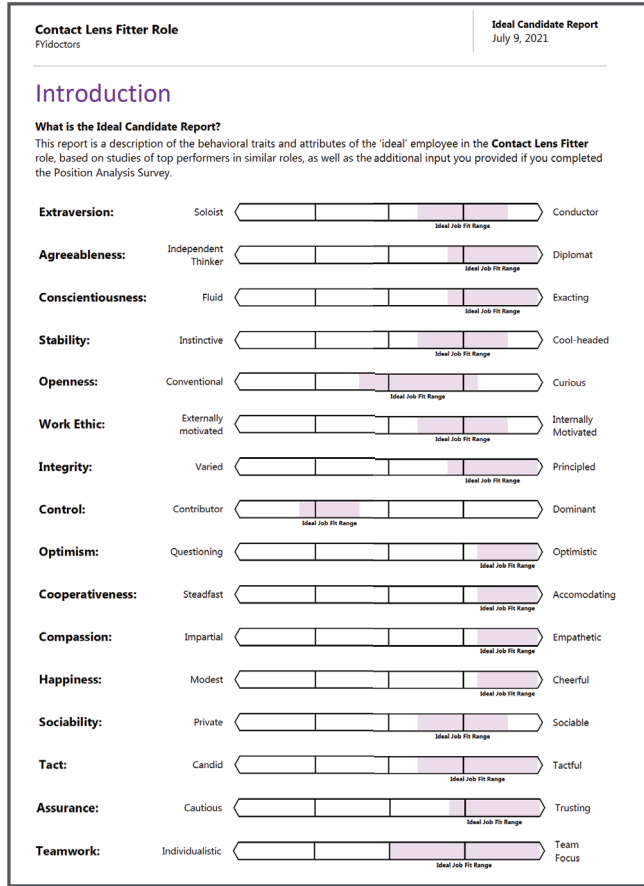 Contact Lens Fitter Role
FYidoctors
Ideal Candidate Report
July 9, 2021
Introduction
What is the Ideal Candidate Report?
This report is a description of the behavioral traits and attributes of the 'ideal' employee in the Contact Lens Fitter
role, based on studies of top performers in similar roles, as well as the additional input you provided if you completed
the Position Analysis Survey.
Extraversion: Soloist Conductor
Ideal Job Fit Range
Agreeableness: Independent Thinker Diplomat
Ideal Job Fit Range
Conscientiousness: Fluid Exacting
Ideal Job Fit Range
Stability: Instinctive Cool-headed
Ideal Job Fit Range
Openness: Conventional Curious
Ideal Job Fit Range
Work Ethic: Externally motivated Internally Motivated
Ideal Job Fit Range
Integrity: Varied Principled
Ideal Job Fit Range
Control: Contributor Dominant
Ideal Job Fit Range
Optimism: Questioning Optimistic
Ideal Job Fit Range
Cooperativeness: Steadfast Accomodating
Ideal Job Fit Range
Compassion: Impartial Empathetic
Ideal Job Fit Range
Happiness: Modest Cheerful
Ideal Job Fit Range
Sociability: Private Sociable
Ideal Job Fit Range
Tact: Candid Tactful
Ideal Job Fit Range
Assurance: Cautious Trusting
Ideal Job Fit Range
Teamwork: Individualistic Team Focus
Ideal Job Fit Range